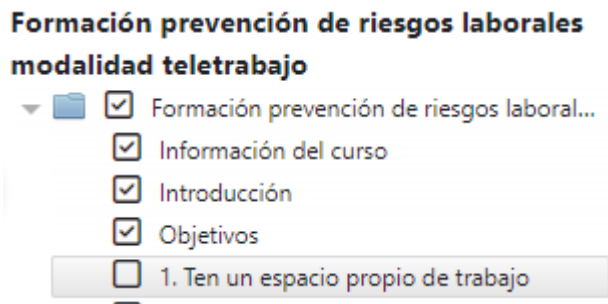 Formación prevención de riesgos laborales
modalidad teletrabajo
Formación prevención de riesgos laboral...
Información del curso
Introducción
Objetivos
1. Ten un espacio propio de trabajo